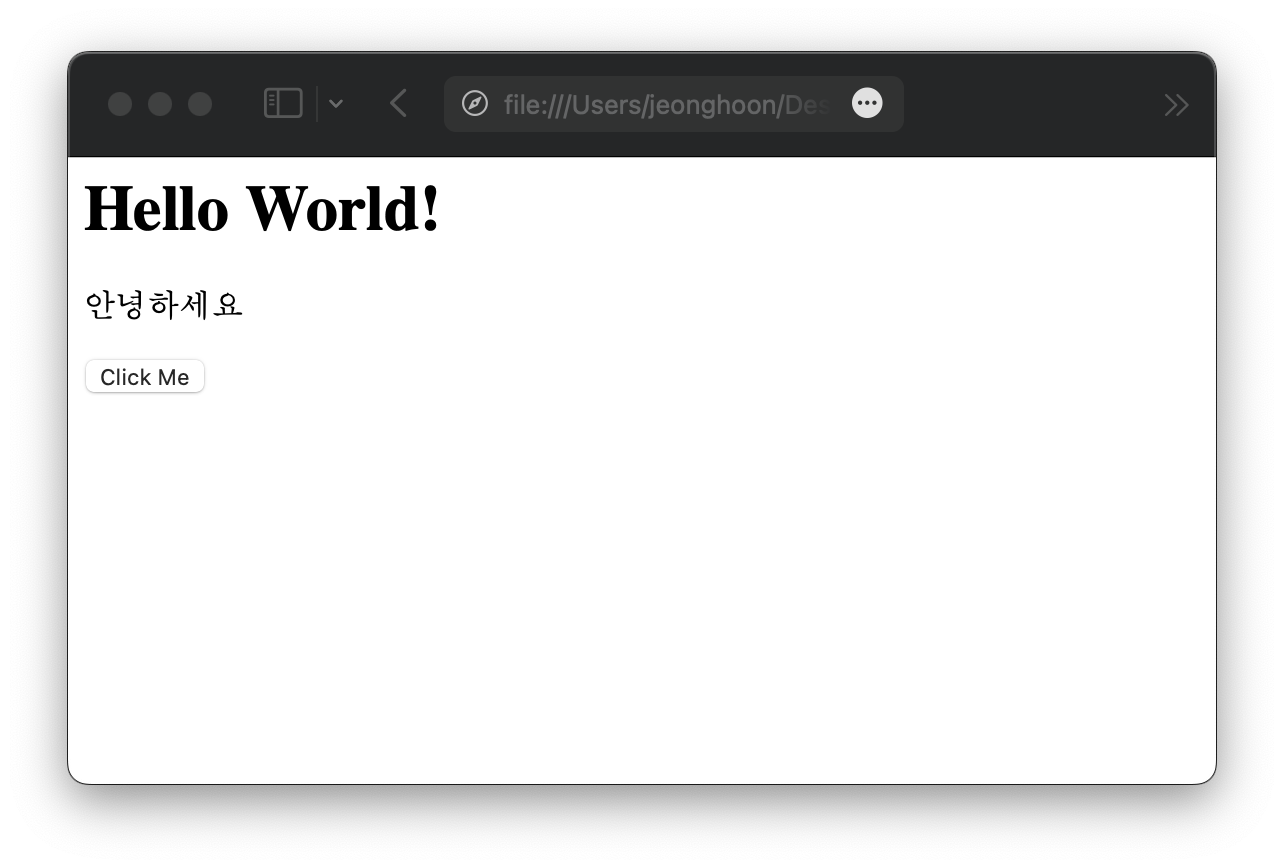 file:///Users/jeonghoon/Des
Hello World!
안녕하세요
Click Me